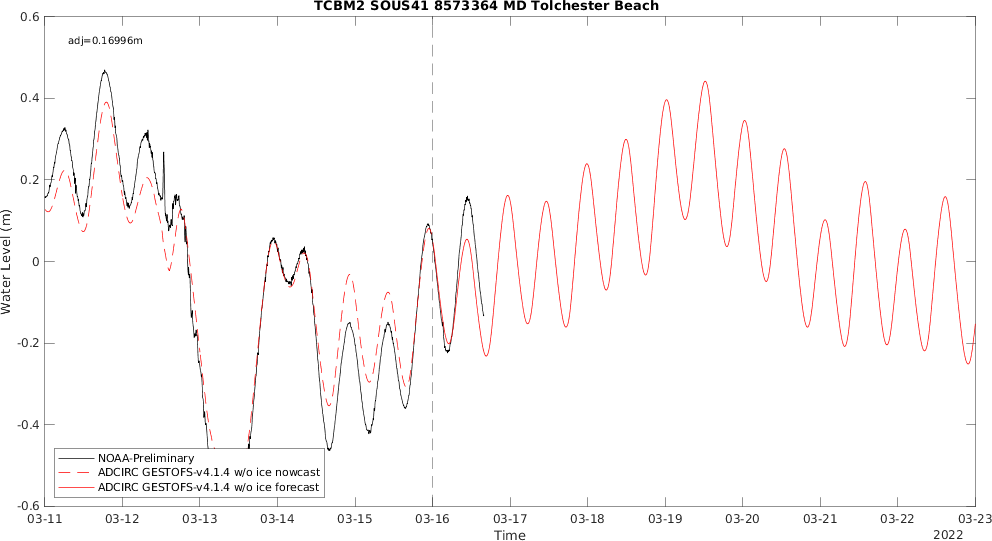 TCBM2 SOUS41 8573364 MD Tolchester Beach
adj=0.16996m
Water Level (m)
0.6
0.4
0.2
0
-0.2
-0.4
-0.6
NOAA-Preliminary
ADCIRC GESTOFS-v4.1.4 w/o ice nowcast
ADCIRC GESTOFS-v4.1.4 w/o ice forecast
03-11 03-12 03-13 03-14 03-15 03-16 03-17 03-18 03-19 03-20 03-21 03-22 03-23
Time
2022